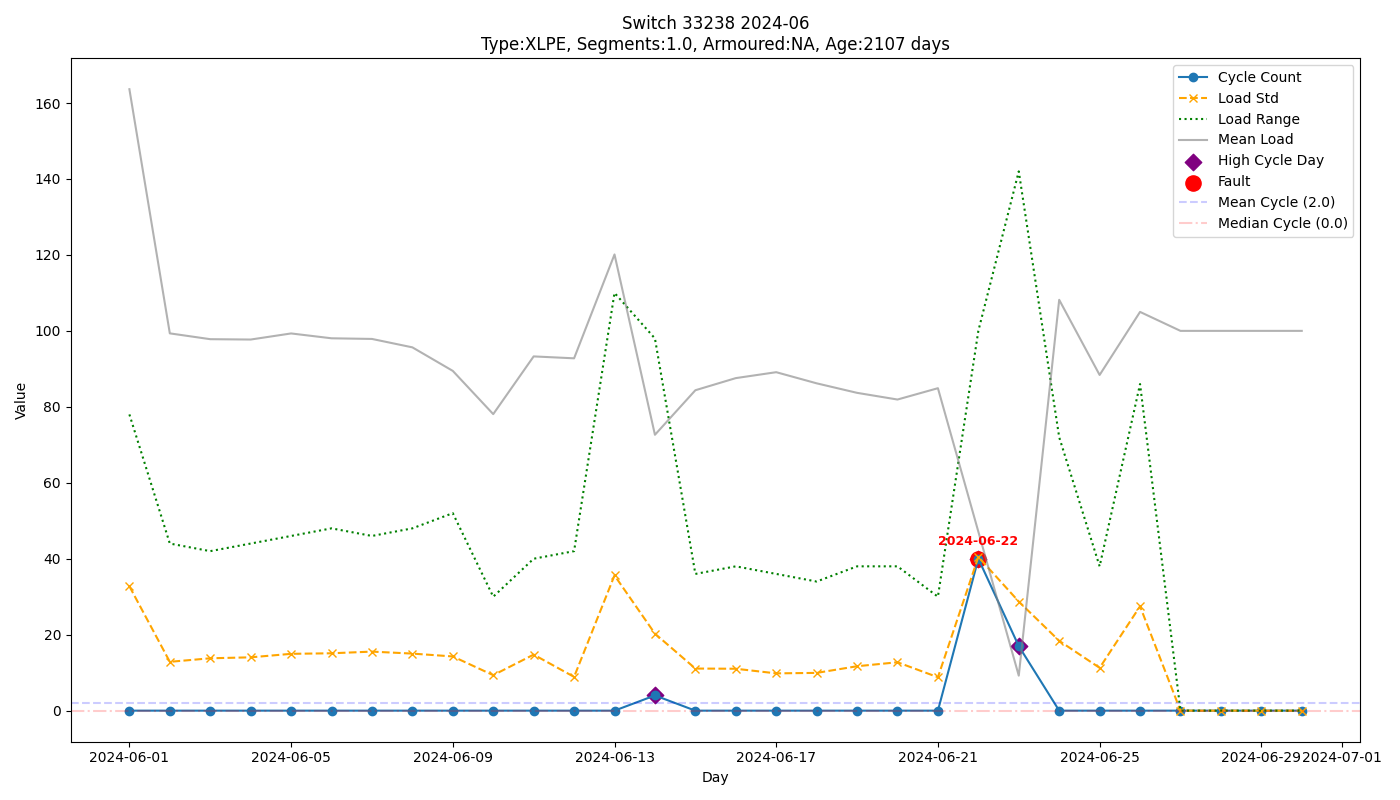 Switch 33238 2024-06
Type:XLPE, Segments:1.0, Armoured:NA, Age:2107 days
Cycle Count
Load Std
Load Range
Mean Load
High Cycle Day
Fault
Mean Cycle (2.0)
Median Cycle (0.0)
160
140
120
100
80
60
40
20
0
Value
2024-06-22
2024-06-01 2024-06-05 2024-06-09 2024-06-13 2024-06-17 2024-06-21 2024-06-25 2024-06-29 2024-07-01
Day